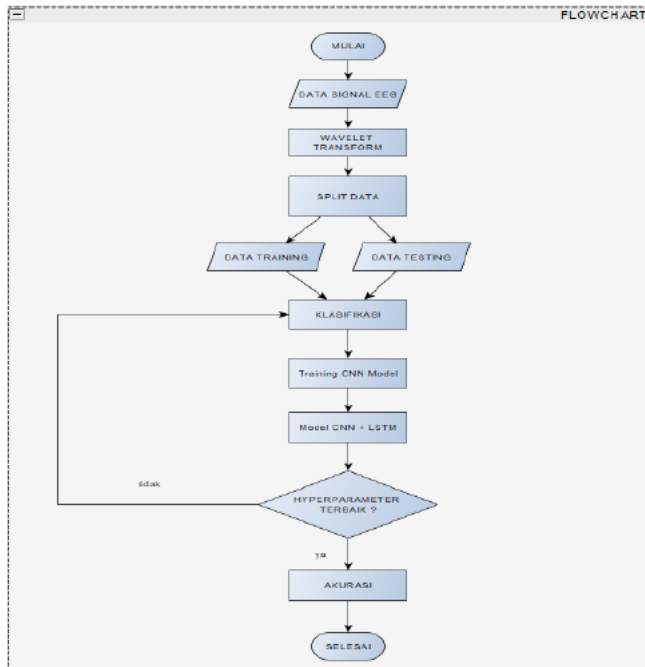 FLOWCHART
MULAI
DATA SIGNAL EEG
WAVELET
TRANSFORM
SPLIT DATA
DATA TRAINING
DATA TESTING
KLASIFIKASI
Training CNN Model
Model CNN + LSTM
HYPERPARAMETER
TERBAIK ?
tidak
ya
AKURASI
SELESAI